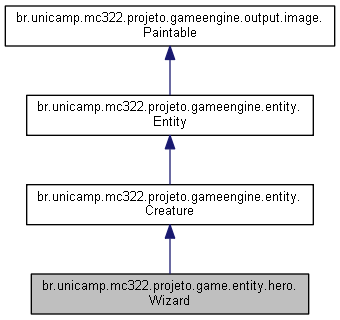 br.unicamp.mc322.projeto.gameengine.output.image.
Paintable
br.unicamp.mc322.projeto.gameengine.entity.
Entity
br.unicamp.mc322.projeto.gameengine.entity.
Creature
br.unicamp.mc322.projeto.game.entity.hero.
Wizard